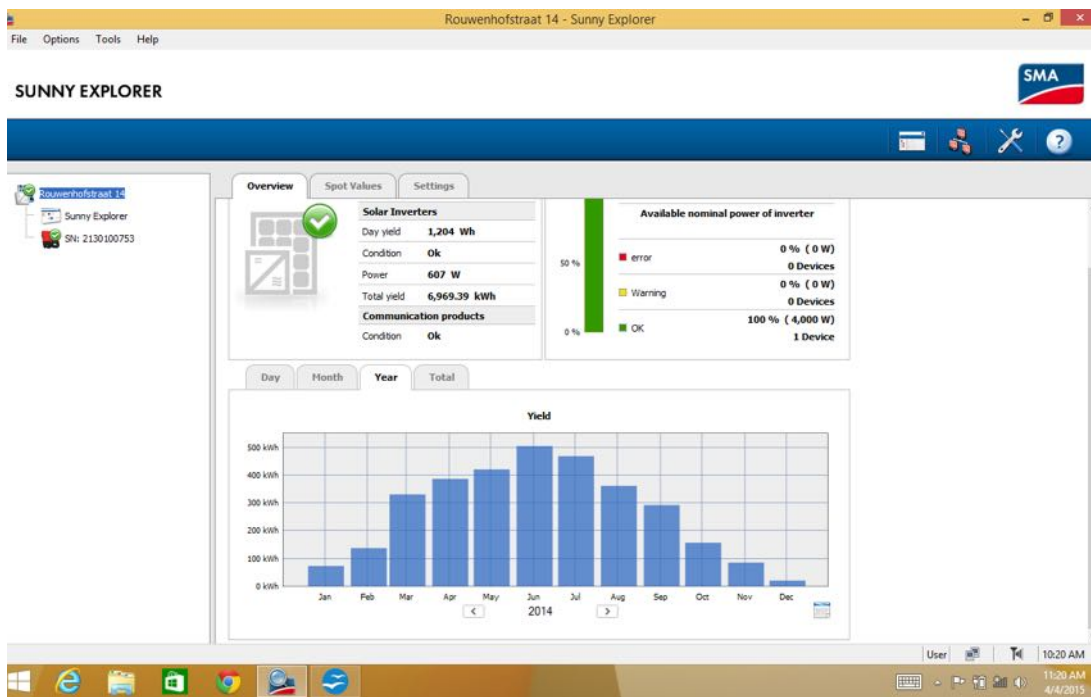 Rouwenhofstraat 14 - Sunny Explorer
File Options Tools Help
SUNNY EXPLORER
SMA
Rouwenhofstraat 14
Sunny Explorer
SN: 2130100753
Overview Spot Values Settings
Solar Inverters
Day yield 1,204 Wh
Condition Ok
Power 607 W
Total yield 6,969.39 kWh
Communication products
Condition Ok
Available nominal power of inverter
50 %
0 %
error 0 % ( 0 W)
0 Devices
Warning 0 % ( 0 W)
0 Devices
OK 100 % ( 4,000 W)
1 Device
Day Month Year Total
Yield
500 kWh
400 kWh
300 kWh
200 kWh
100 kWh
0 kWh
Jan Feb Mar Apr May Jun Jul Aug Sep Oct Nov Dec
2014
User 10:20 AM
11:20 AM
4/4/2015